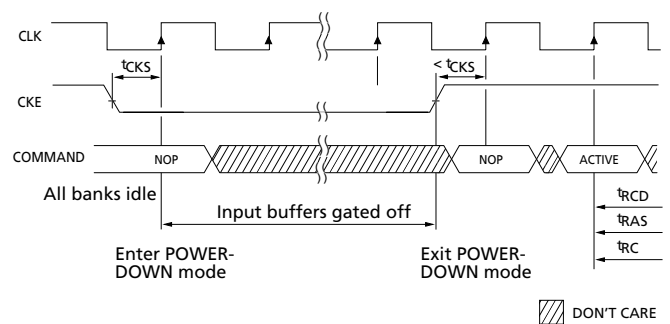 CLK
tCKS
< tCKS
CKE
COMMAND
NOP
NOP
ACTIVE
All banks idle
Input buffers gated off
tRCD
tRAS
tRC
Enter POWER-
DOWN mode
Exit POWER-
DOWN mode
DON'T CARE